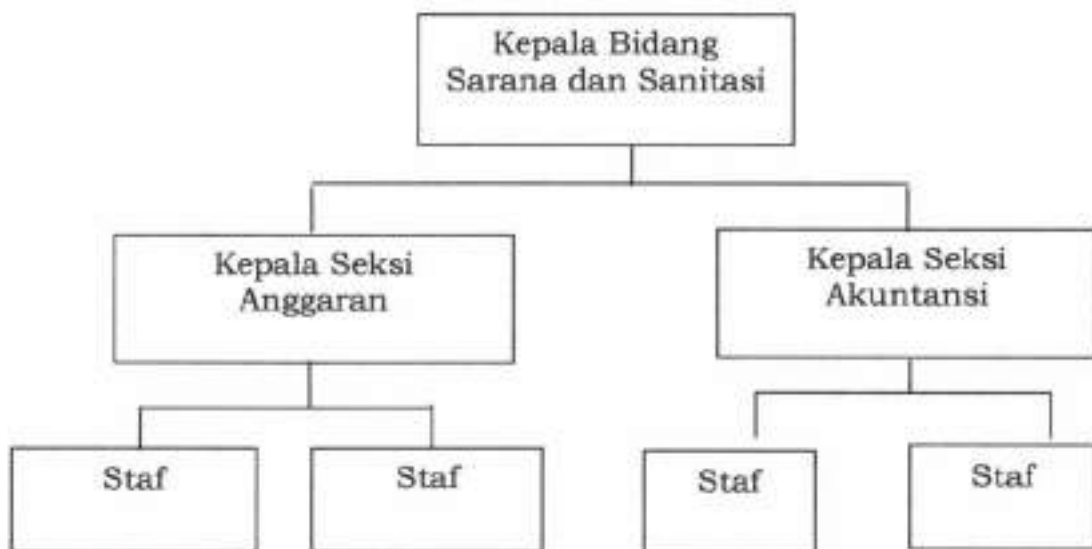 Kepala Bidang
Sarana dan Sanitasi
Kepala Seksi
Anggaran
Kepala Seksi
Akuntansi
Staf
Staf
Staf
Staf